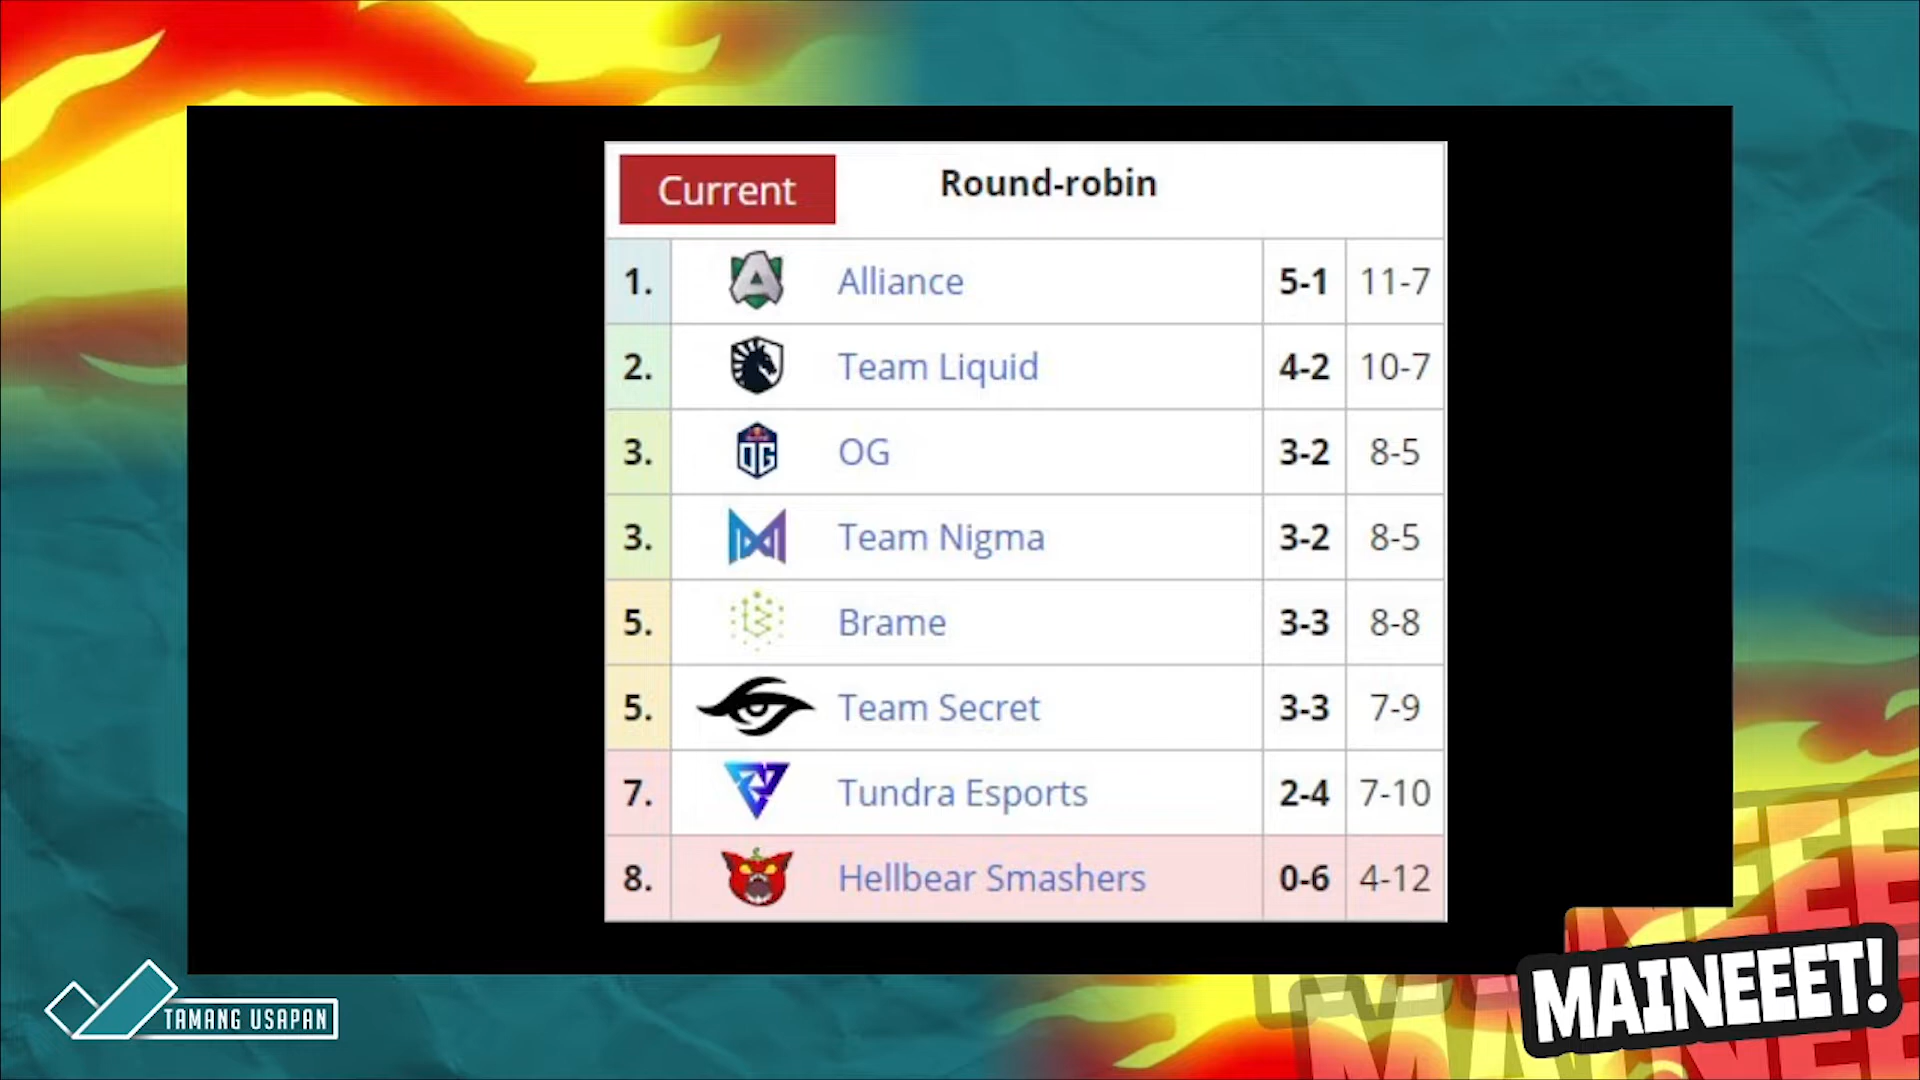 Current Round-robin
1. Alliance 5-1 11-7
2. Team Liquid 4-2 10-7
3. OG OG 3-2 8-5
3. Team Nigma 3-2 8-5
5. Brame 3-3 8-8
5. Team Secret 3-3 7-9
7. Tundra Esports 2-4 7-10
8. Hellbear Smashers 0-6 4-12
TAMANG USAPAN
MAINEEET!